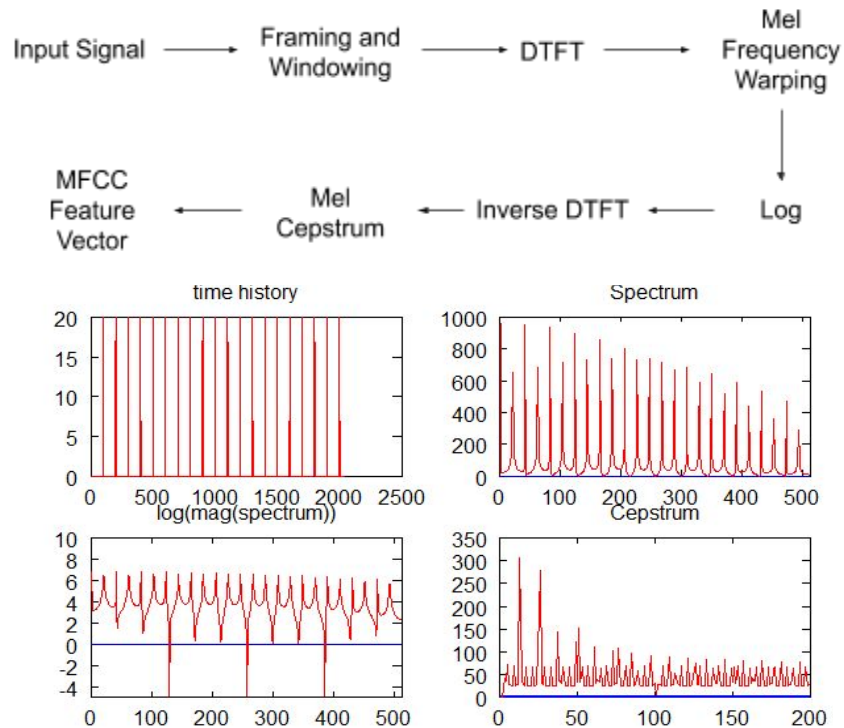 Input Signal
Framing and
Windowing
DTFT
Mel
Frequency
Warping
MFCC
Feature
Vector
Mel
Cepstrum
Inverse DTFT
Log
time history
20
15
10
5
0
0 500 1000 1500 2000 2500
Spectrum
1000
800
600
400
200
0
0 100 200 300 400 500
log(mag(spectrum))
10
8
6
4
2
0
-2
-4
0 100 200 300 400 500
Cepstrum
350
300
250
200
150
100
50
0
0 50 100 150 200